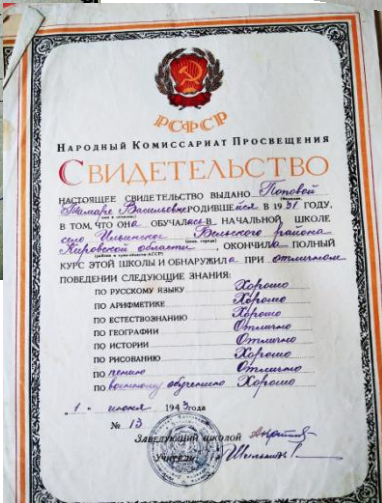 РСФСР
НАРОДНЫЙ КОМИССАРИАТ ПРОСВЕЩЕНИЯ
СВИДЕТЕЛЬСТВО
НАСТОЯЩЕЕ СВИДЕТЕЛЬСТВО ВЫДАНО Поповой
Тамаре Васильевне РОДИВШЕЙСЯ В 1931 ГОДУ,
В ТОМ, ЧТО ОНА ОБУЧАЛАСЬ В НАЧАЛЬНОЙ ШКОЛЕ
село Ильинское Бельского района
Кировской области, ОКОНЧИЛА ПОЛНЫЙ
КУРС ЭТОЙ ШКОЛЫ И ОБНАРУЖИЛА ПРИ отличном
ПОВЕДЕНИИ СЛЕДУЮЩИЕ ЗНАНИЯ:
ПО РУССКОМУ ЯЗЫКУ Хорошо
ПО АРИФМЕТИКЕ Хорошо
ПО ЕСТЕСТВОЗНАНИЮ Хорошо
ПО ГЕОГРАФИИ Отлично
ПО ИСТОРИИ Отлично
ПО РИСОВАНИЮ Хорошо
ПО пению Отлично
ПО военному обучению Хорошо
"1" июня 1943 года
№ 13
ЗАВЕДУЮЩИЙ ШКОЛОЙ
УЧИТЕЛЬ